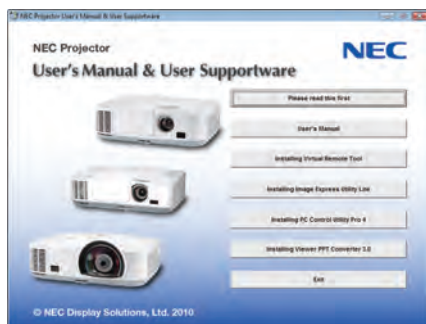 NEC Projector User's Manual & User Supportware
NEC Projector
NEC
User's Manual & User Supportware
Please read this first
User's Manual
Installing Virtual Remote Tool
Installing Image Express Utility Lite
Installing PC Control Utility Pro 4
Installing Viewer PPT Converter 3.0
Exit
© NEC Display Solutions, Ltd. 2010